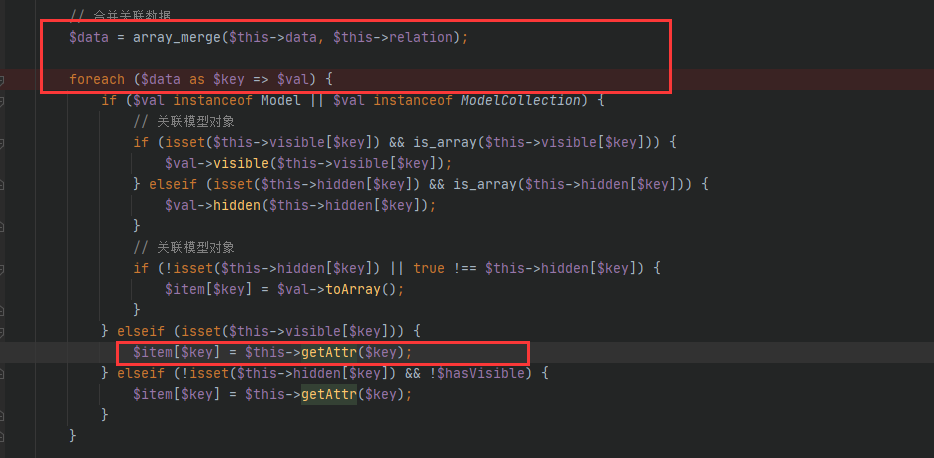 // 合并关联数据
$data = array_merge($this->data, $this->relation);
foreach ($data as $key => $val) {
if ($val instanceof Model || $val instanceof ModelCollection) {
// 关联模型对象
if (isset($this->visible[$key]) && is_array($this->visible[$key])) {
$val->visible($this->visible[$key]);
} elseif (isset($this->hidden[$key]) && is_array($this->hidden[$key])) {
$val->hidden($this->hidden[$key]);
}
// 关联模型对象
if (!isset($this->hidden[$key]) || true !== $this->hidden[$key]) {
$item[$key] = $val->toArray();
}
} elseif (isset($this->visible[$key])) {
$item[$key] = $this->getAttr($key);
} elseif (!isset($this->hidden[$key]) && !$hasVisible) {
$item[$key] = $this->getAttr($key);
}
}